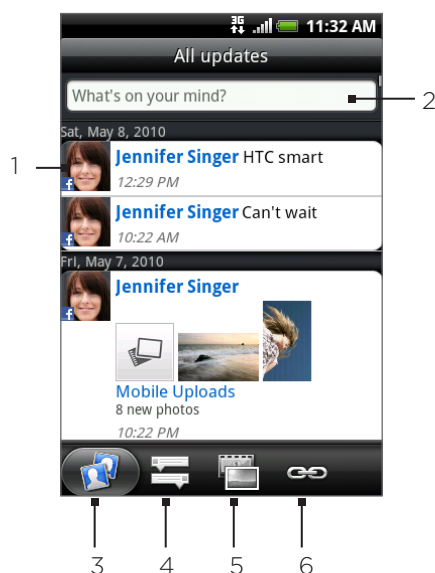 3G 11:32 AM
All updates
What's on your mind?
2
Sat, May 8, 2010
1
Jennifer Singer HTC smart
12:29 PM
Jennifer Singer Can't wait
10:22 AM
Fri, May 7, 2010
Jennifer Singer
Mobile Uploads
8 new photos
10:22 PM
3 4 5 6